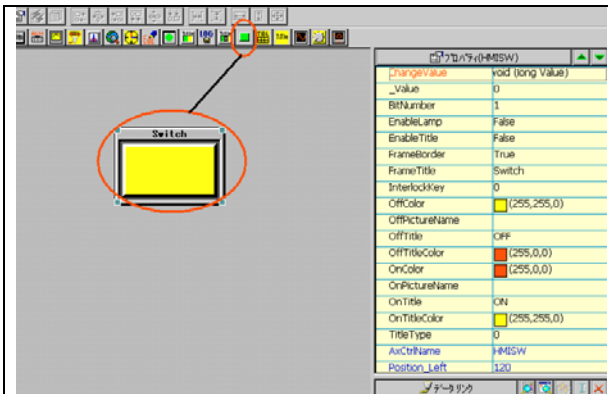 プロパティ(HMISW)
ChangeValue void (long Value)
_Value 0
BitNumber 1
EnableLamp False
EnableTitle False
FrameBorder True
FrameTitle Switch
InterlockKey 0
OffColor (255,255,0)
OffPictureName
OffTitle OFF
OffTitleColor (255,0,0)
OnColor (255,0,0)
OnPictureName
OnTitle ON
OnTitleColor (255,255,0)
TitleType 0
AxCtrlName HMISW
Position_Left 120
データリンク
Switch